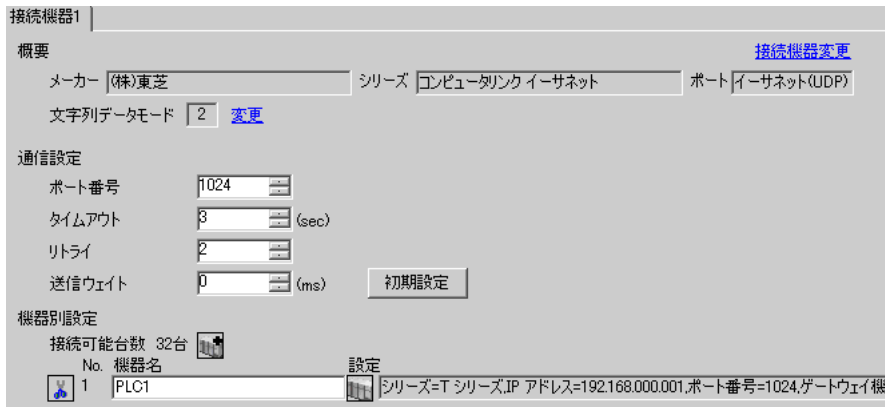 接続機器1
概要 接続機器変更
メーカー (株)東芝 シリーズ コンピュータリンク イーサネット ポート イーサネット(UDP)
文字列データモード 2 変更
通信設定
ポート番号 1024
タイムアウト 3 (sec)
リトライ 2
送信ウェイト 0 (ms) 初期設定
機器別設定
接続可能台数 32台
No. 機器名 設定
1 PLC1 シリーズ=T シリーズ,IP アドレス=192.168.000.001,ポート番号=1024,ゲートウェイ機